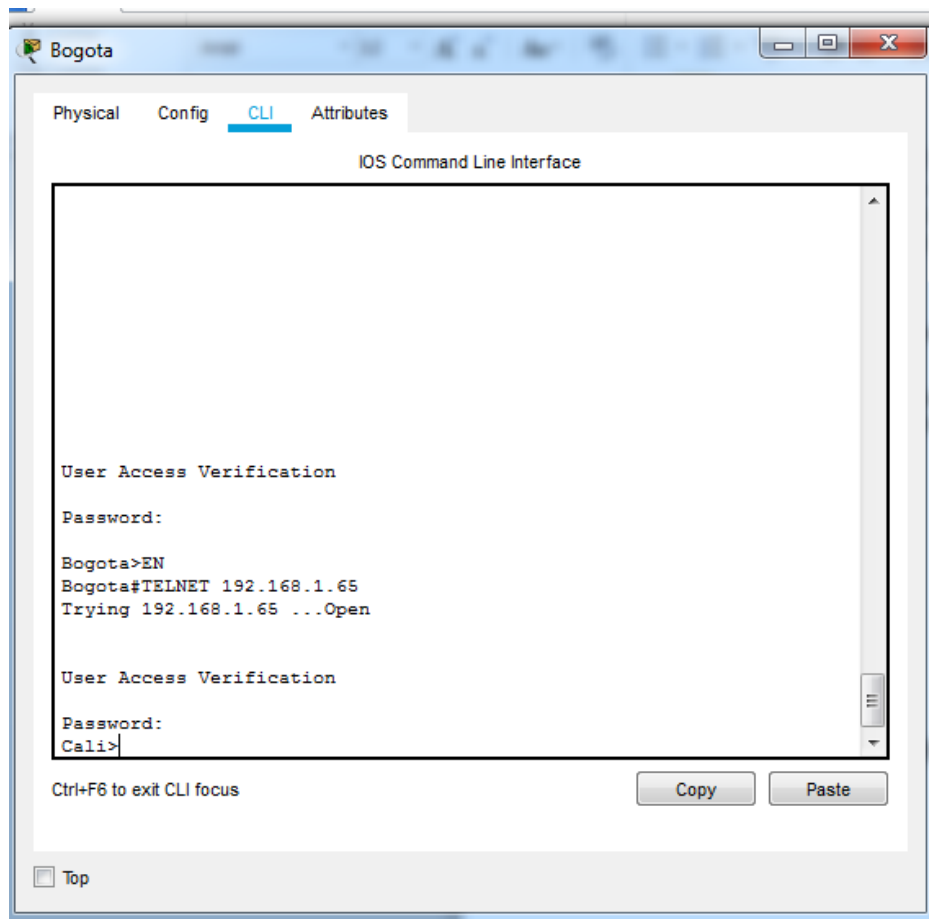 Bogota
Physical Config CLI Attributes
IOS Command Line Interface
User Access Verification
Password:
Bogota>EN
Bogota#TELNET 192.168.1.65
Trying 192.168.1.65 ...Open
User Access Verification
Password:
Cali>
Ctrl+F6 to exit CLI focus
Copy Paste
Top